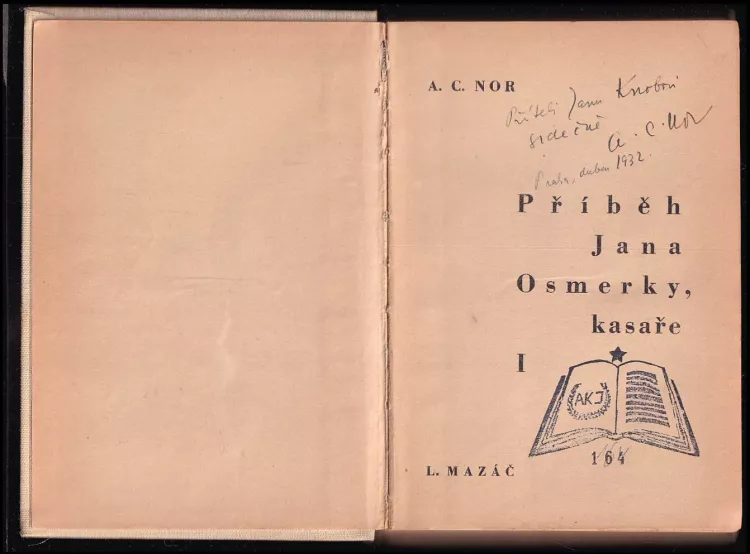 A. C. NOR
Příteli Janu Knobovi
srdečně
A. C. Nor
Praha, duben 1932.
Příběh
Jana
Osmerky,
kasaře
I
AKJ
164
L. MAZÁČ